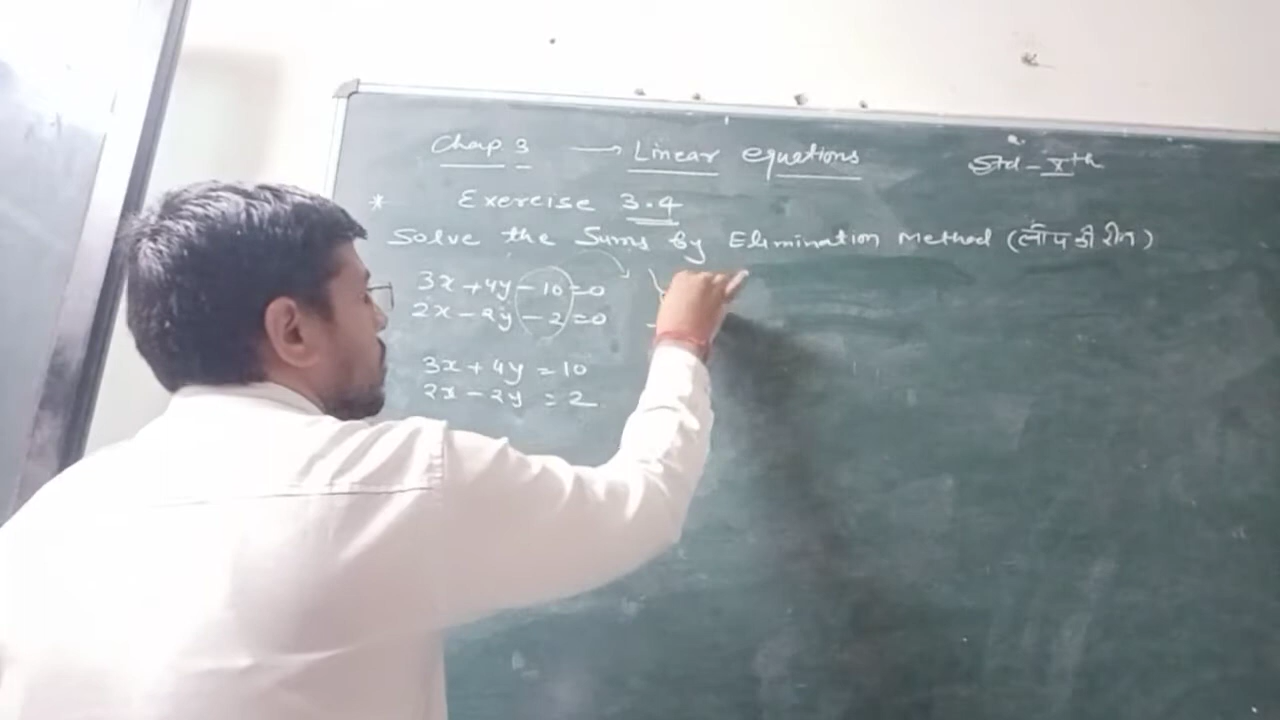 Chap 3 → Linear equations Std - Xth
* Exercise 3.4
Solve the Sums by Elimination Method (लोप की रीत)
3x + 4y - 10 = 0
2x - 2y - 2 = 0
3x + 4y = 10
2x - 2y = 2